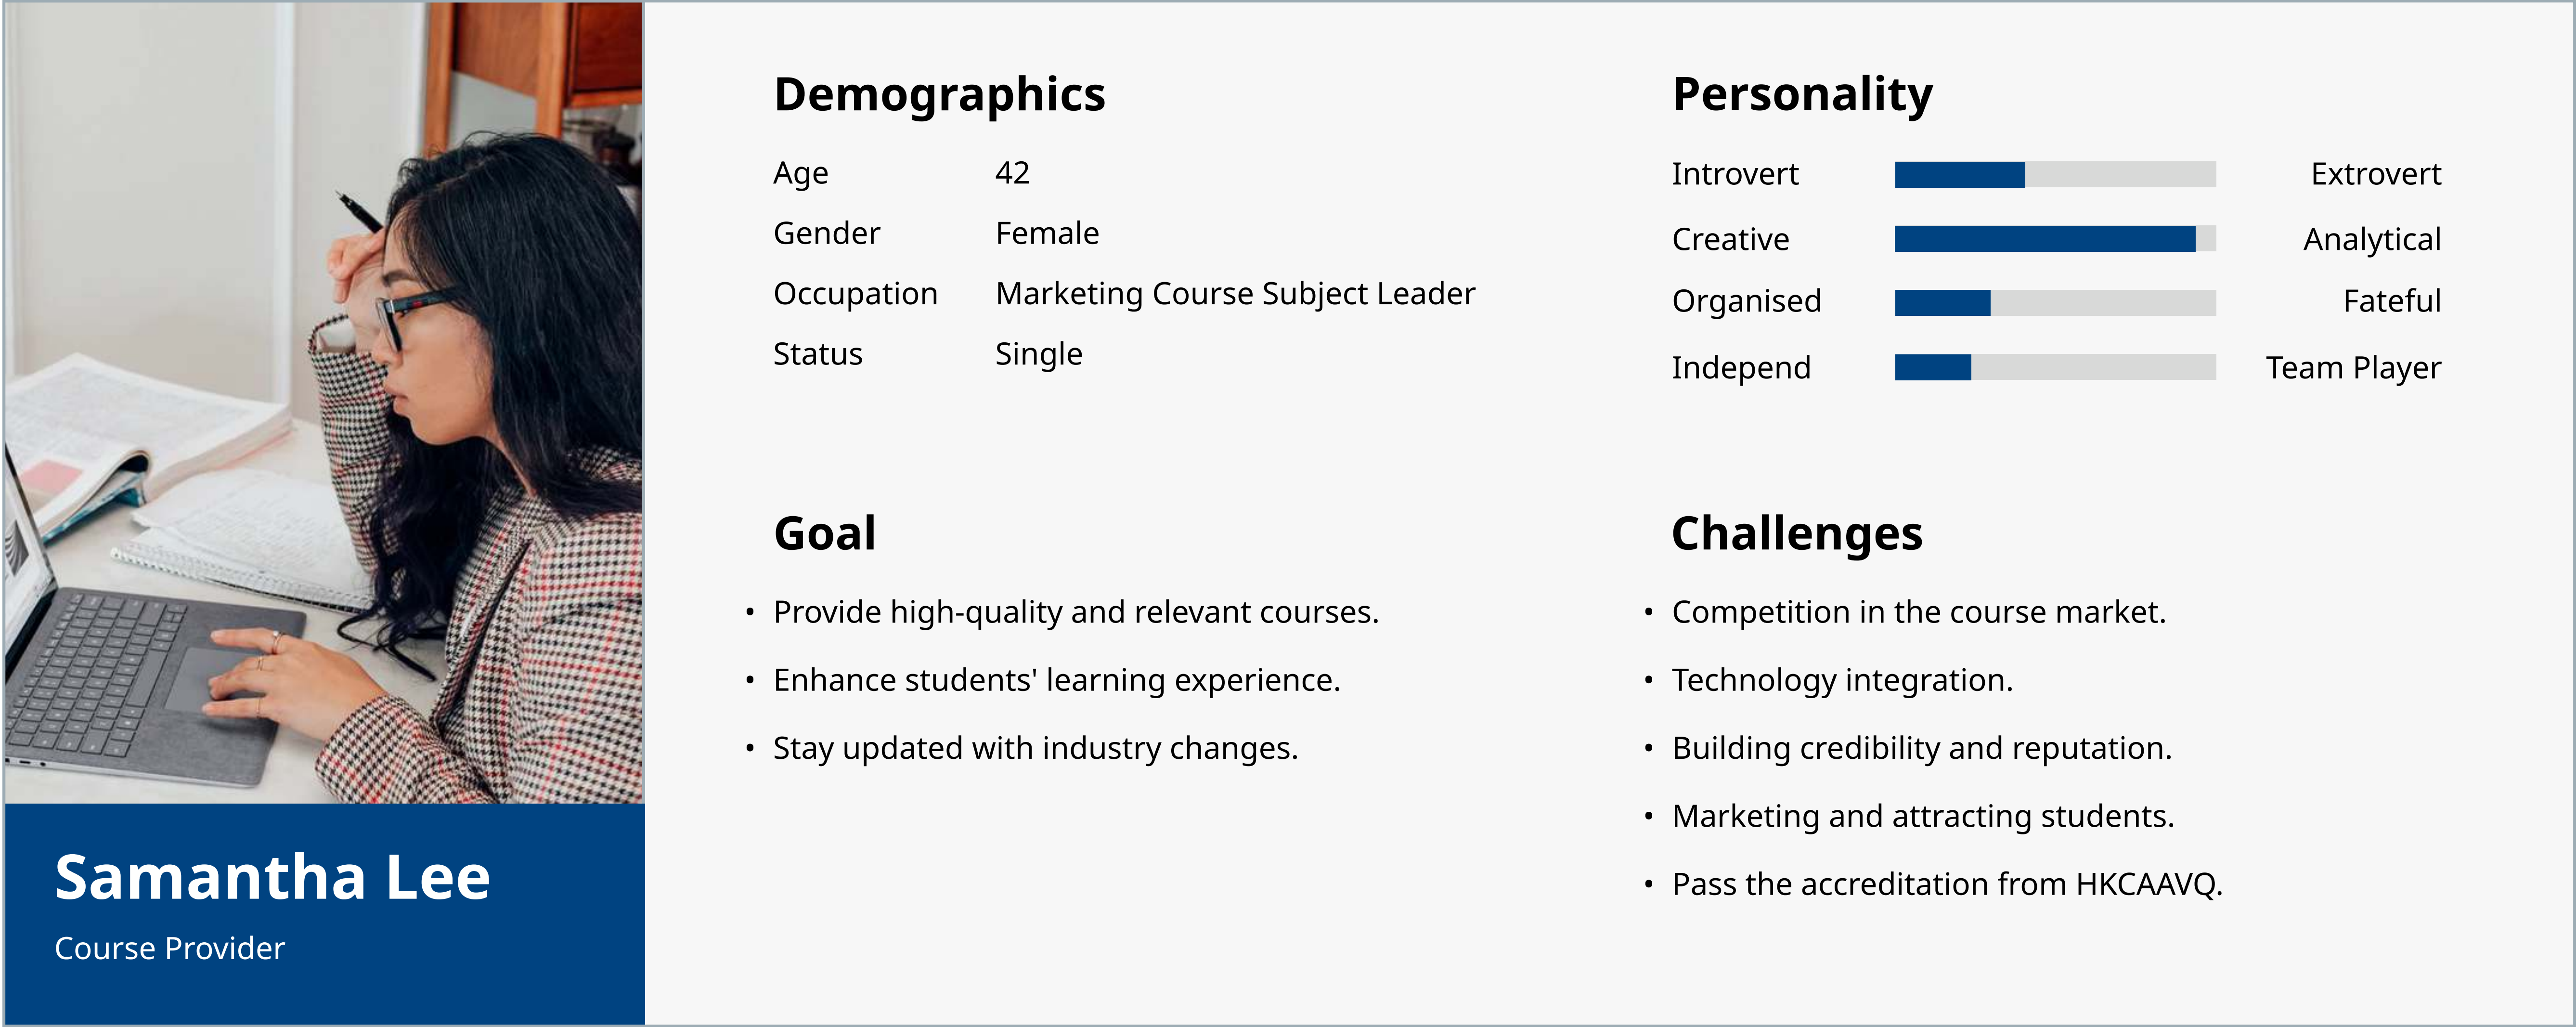 Samantha Lee
Course Provider
Demographics
Age 42
Gender Female
Occupation Marketing Course Subject Leader
Status Single
Personality
Introvert Extrovert
Creative Analytical
Organised Fateful
Independ Team Player
Goal
• Provide high-quality and relevant courses.
• Enhance students' learning experience.
• Stay updated with industry changes.
Challenges
• Competition in the course market.
• Technology integration.
• Building credibility and reputation.
• Marketing and attracting students.
• Pass the accreditation from HKCAAVQ.